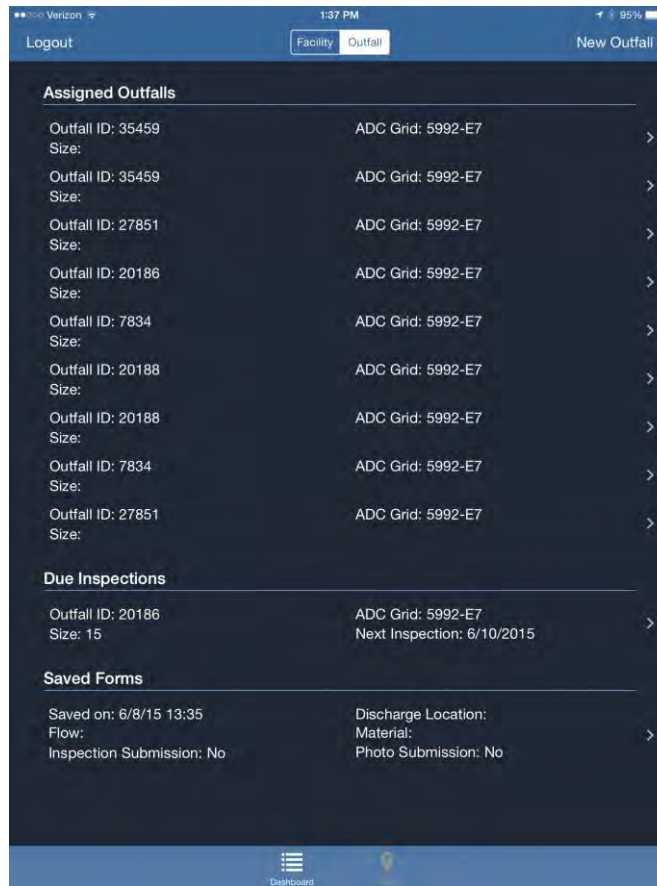 Verizon 1:37 PM 95%
Logout Facility Outfall New Outfall
Assigned Outfalls
Outfall ID: 35459 ADC Grid: 5992-E7
Size:
Outfall ID: 35459 ADC Grid: 5992-E7
Size:
Outfall ID: 27851 ADC Grid: 5992-E7
Size:
Outfall ID: 20186 ADC Grid: 5992-E7
Size:
Outfall ID: 7834 ADC Grid: 5992-E7
Size:
Outfall ID: 20188 ADC Grid: 5992-E7
Size:
Outfall ID: 20188 ADC Grid: 5992-E7
Size:
Outfall ID: 7834 ADC Grid: 5992-E7
Size:
Outfall ID: 27851 ADC Grid: 5992-E7
Size:
Due Inspections
Outfall ID: 20186 ADC Grid: 5992-E7
Size: 15 Next Inspection: 6/10/2015
Saved Forms
Saved on: 6/8/15 13:35 Discharge Location:
Flow: Material:
Inspection Submission: No Photo Submission: No
Dashboard